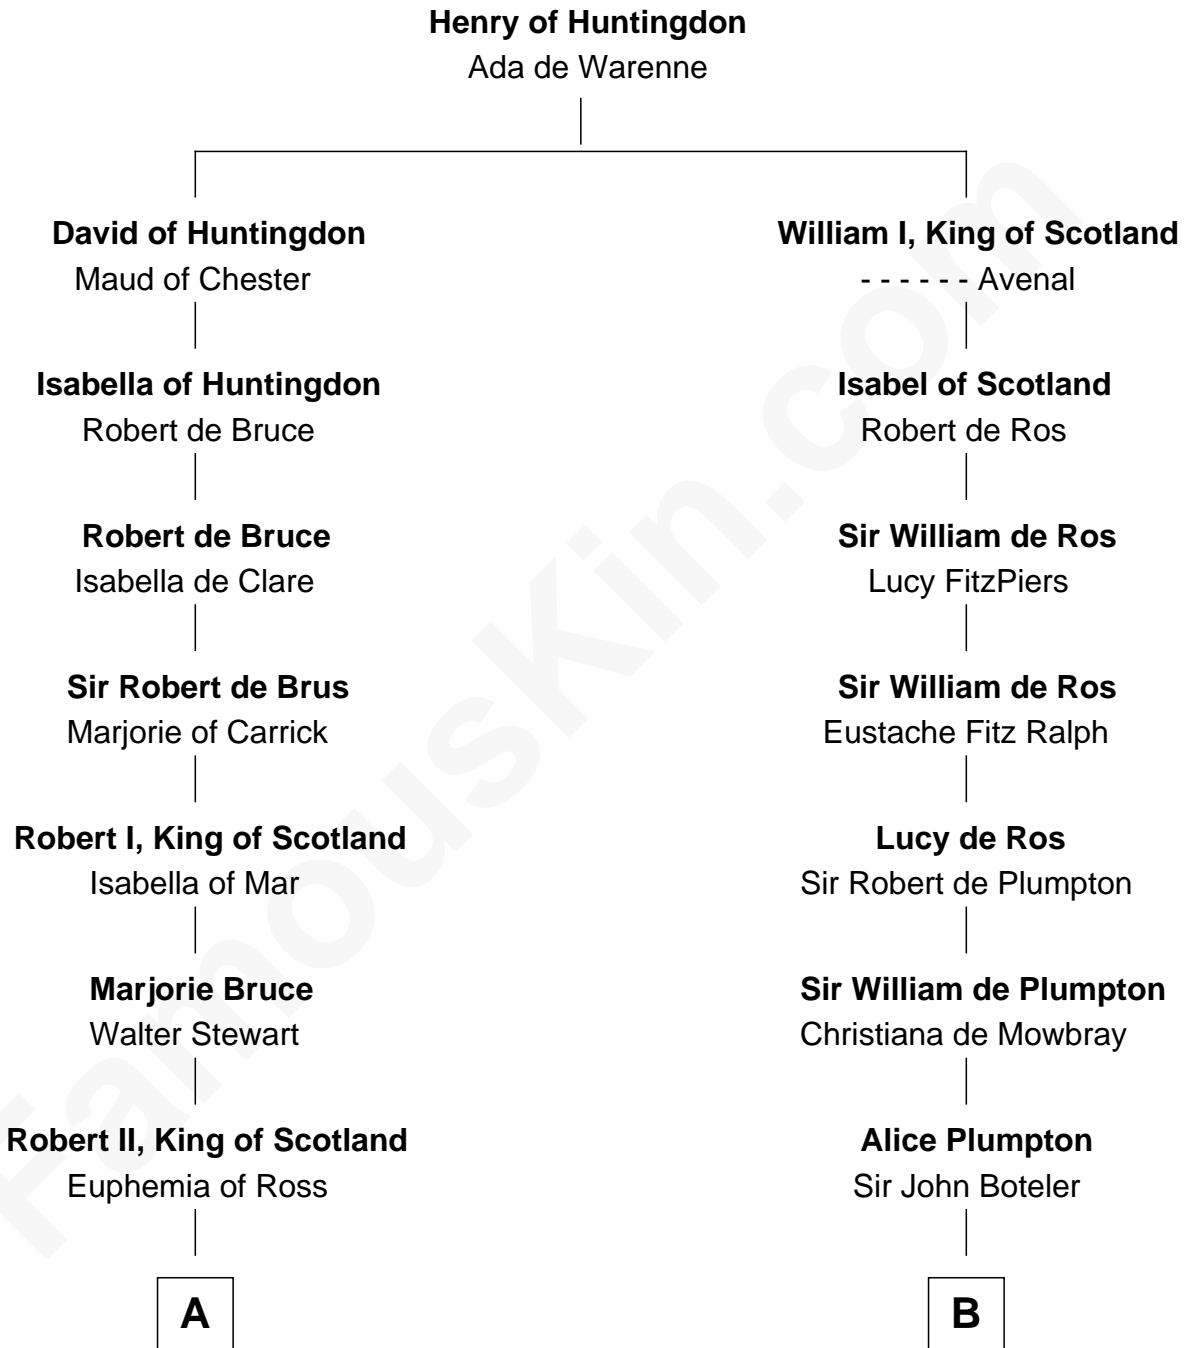 Henry of Huntingdon
Ada de Warenne
David of Huntingdon
Maud of Chester
William I, King of Scotland
- - - - - - Avenal
Isabella of Huntingdon
Robert de Bruce
Isabel of Scotland
Robert de Ros
Robert de Bruce
Isabella de Clare
Sir William de Ros
Lucy FitzPiers
Sir Robert de Brus
Marjorie of Carrick
Sir William de Ros
Eustache Fitz Ralph
Robert I, King of Scotland
Isabella of Mar
Lucy de Ros
Sir Robert de Plumpton
Marjorie Bruce
Walter Stewart
Sir William de Plumpton
Christiana de Mowbray
Robert II, King of Scotland
Euphemia of Ross
Alice Plumpton
Sir John Boteler
A
B
FamousKin.com